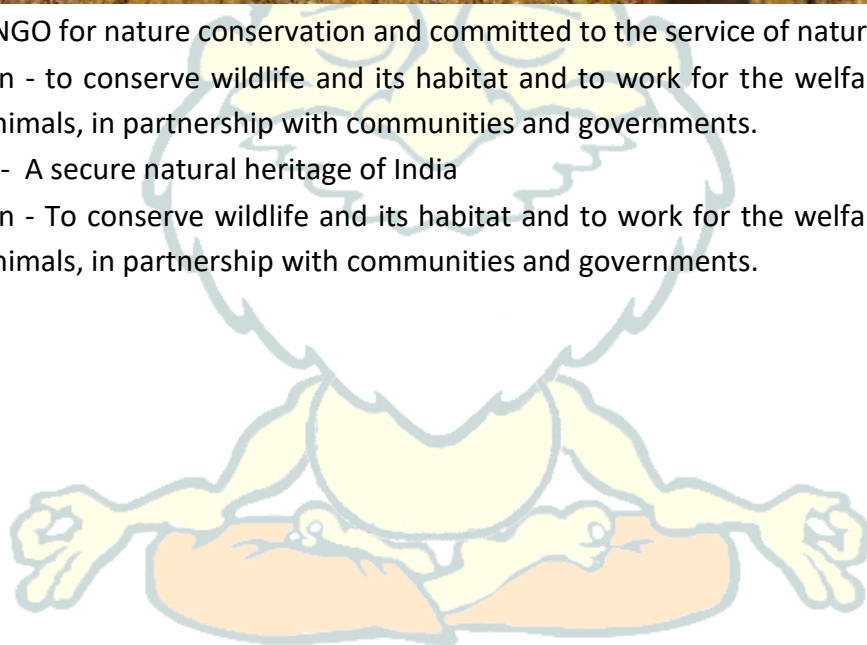 NGO for nature conservation and committed to the service of natur
n - to conserve wildlife and its habitat and to work for the welfa
nimals, in partnership with communities and governments.
- A secure natural heritage of India
n - To conserve wildlife and its habitat and to work for the welfa
nimals, in partnership with communities and governments.